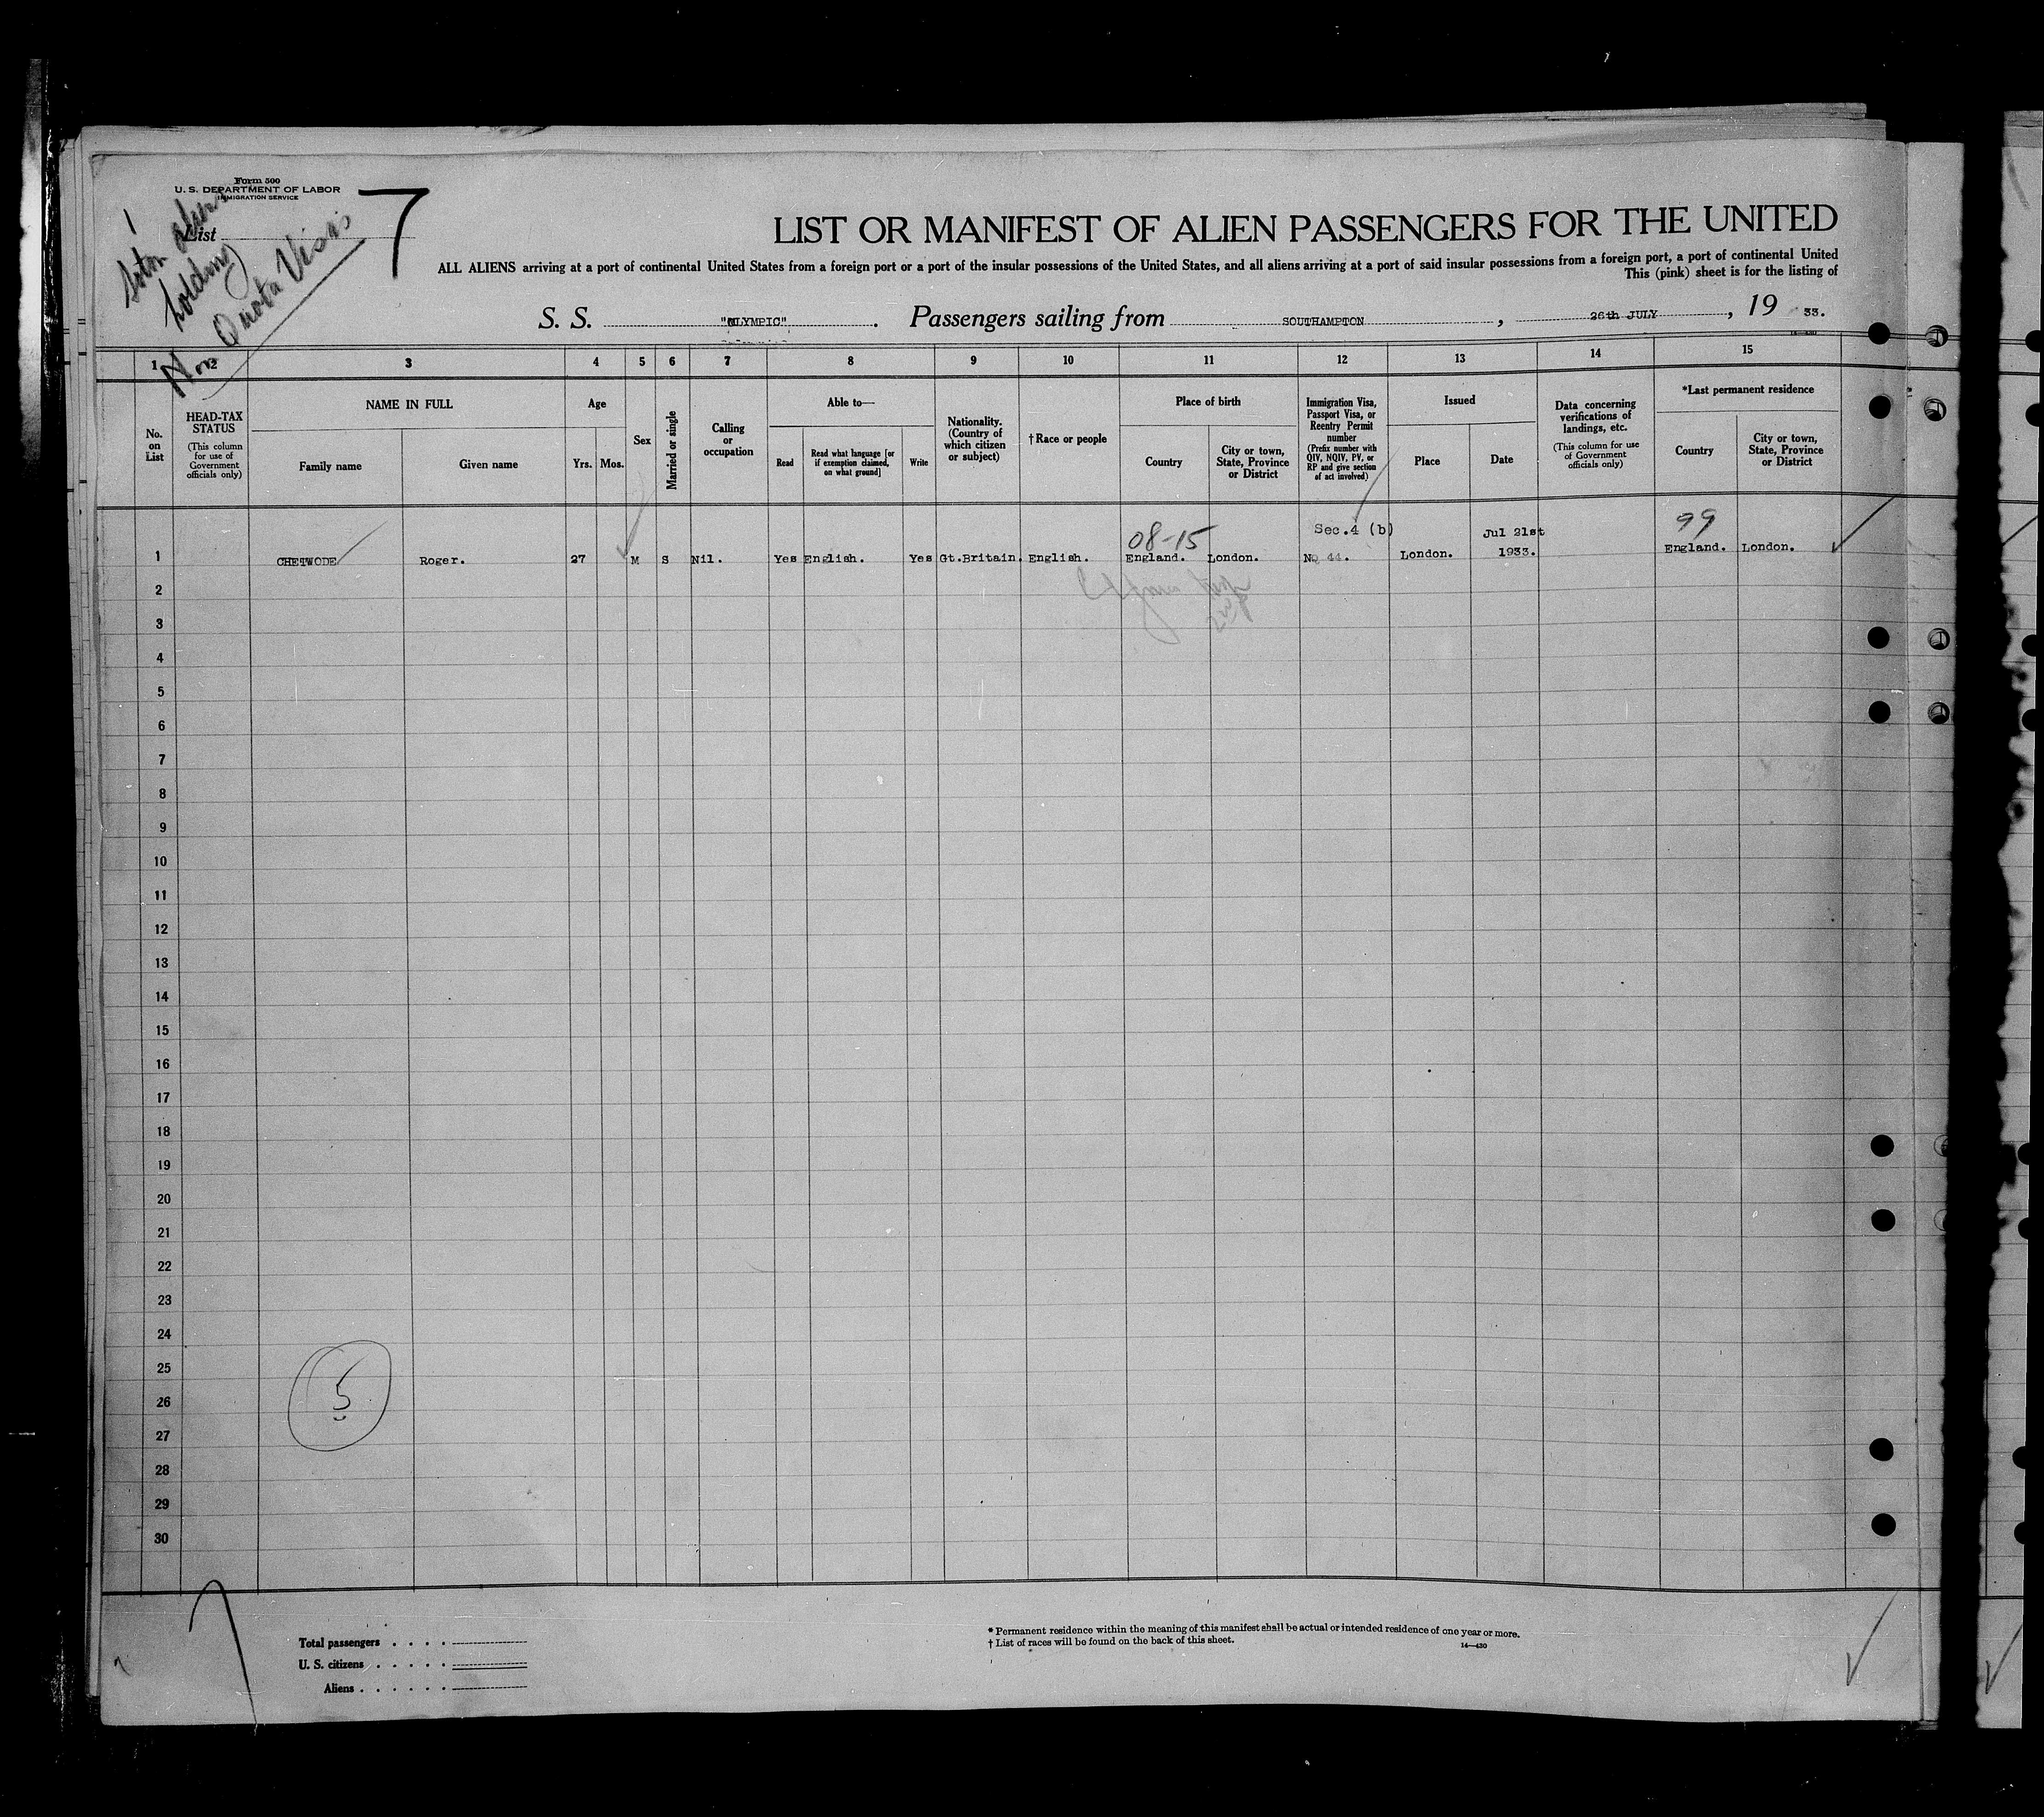 Form 500
U. S. DEPARTMENT OF LABOR
IMMIGRATION SERVICE
List
7
holding
Non Quota Visas
LIST OR MANIFEST OF ALIEN PASSENGERS FOR THE UNITED
ALL ALIENS arriving at a port of continental United States from a foreign port or a port of the insular possessions of the United States, and all aliens arriving at a port of said insular possessions from a foreign port, a port of continental United
This (pink) sheet is for the listing of
S. S. "OLYMPIC". Passengers sailing from SOUTHAMPTON, 26th JULY, 19 33.
1 2 3 4 5 6 7 8 9 10 11 12 13 14 15
No. on List
HEAD-TAX STATUS
(This column for use of Government officials only)
NAME IN FULL
Family name
Given name
Age
Yrs. Mos.
Sex
Married or single
Calling or occupation
Able to—
Read
Read what language [or if exemption claimed, on what ground]
Write
Nationality. (Country of which citizen or subject)
†Race or people
Place of birth
Country
City or town, State, Province or District
Immigration Visa, Passport Visa, or Reentry Permit number
(Prefix number with QIV, NQIV, PV, or RP and give section of act involved)
Issued
Place
Date
Data concerning verifications of landings, etc.
(This column for use of Government officials only)
*Last permanent residence
Country
City or town, State, Province or District
08-15 Sec.4 (b) Jul 21st 99
1 CHETWODE Roger. 27 M S Nil. Yes English. Yes Gt.Britain. English. England. London. No 44. London. 1933. England. London.
2
3
4
5
6
7
8
9
10
11
12
13
14
15
16
17
18
19
20
21
22
23
24
25
26
27
28
29
30
5
Total passengers
U. S. citizens
Aliens
* Permanent residence within the meaning of this manifest shall be actual or intended residence of one year or more.
† List of races will be found on the back of this sheet.
14—430